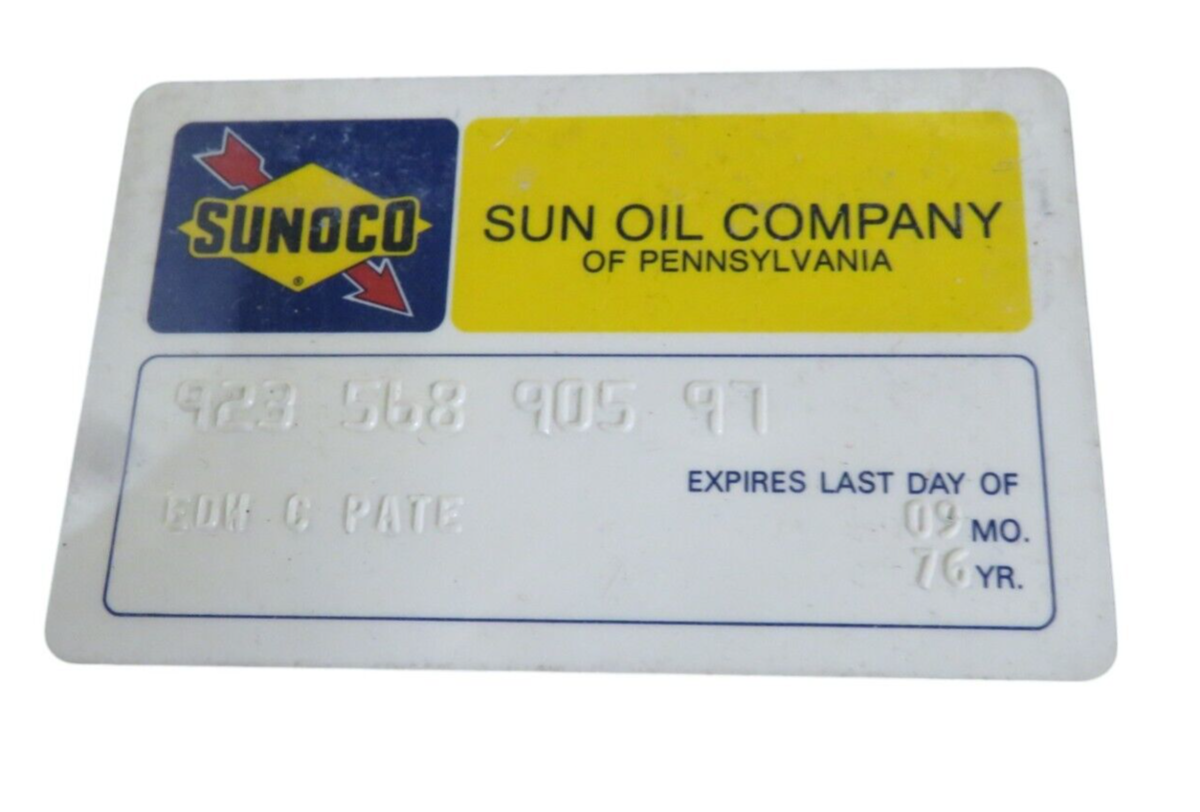 SUNOCO
®
SUN OIL COMPANY
OF PENNSYLVANIA
923 568 905 97
EXPIRES LAST DAY OF
EDW C PATE
09 MO.
76 YR.